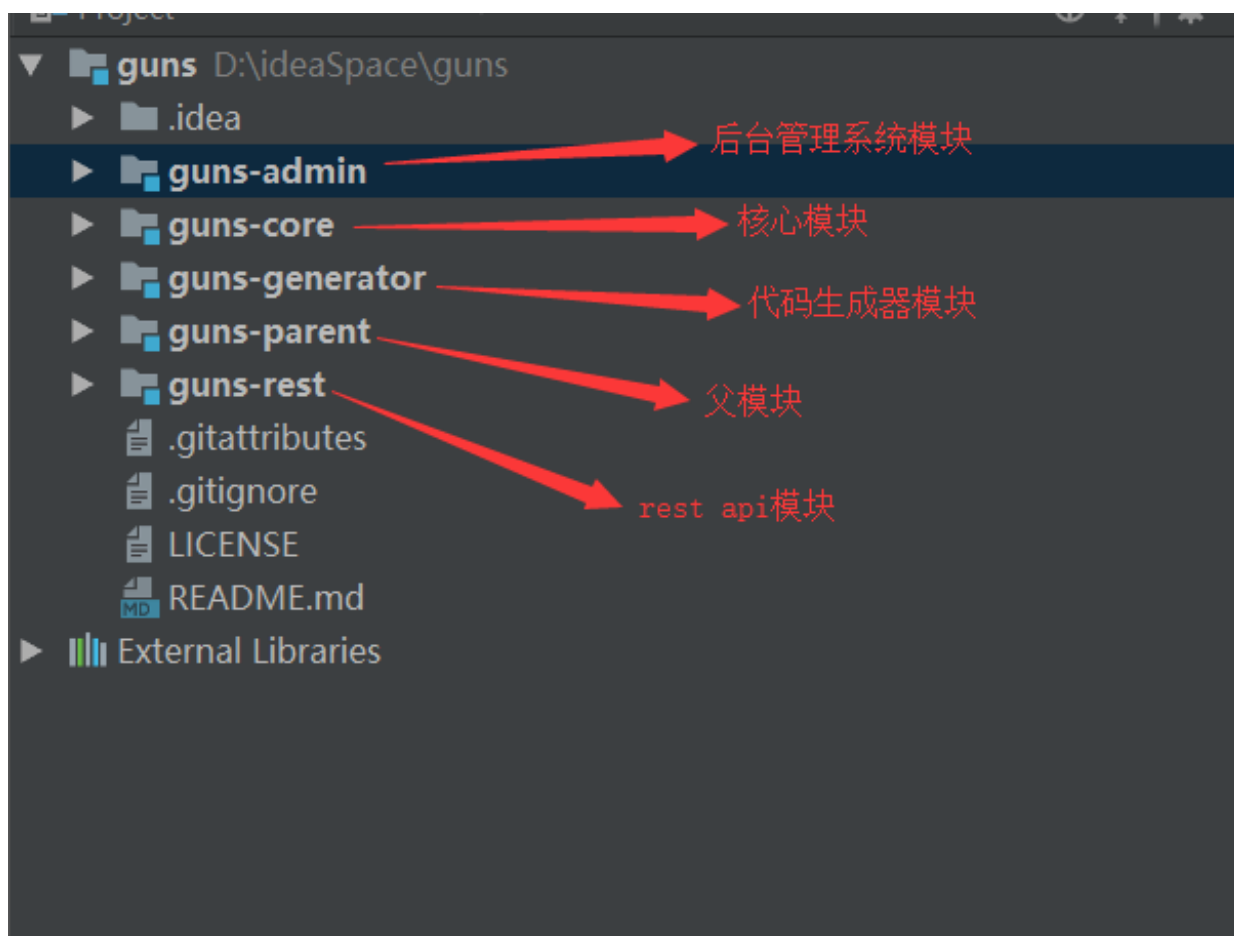 Project
guns D:\ideaSpace\guns
.idea
guns-admin 后台管理系统模块
guns-core 核心模块
guns-generator 代码生成器模块
guns-parent 父模块
guns-rest rest api模块
.gitattributes
.gitignore
LICENSE
MD README.md
External Libraries